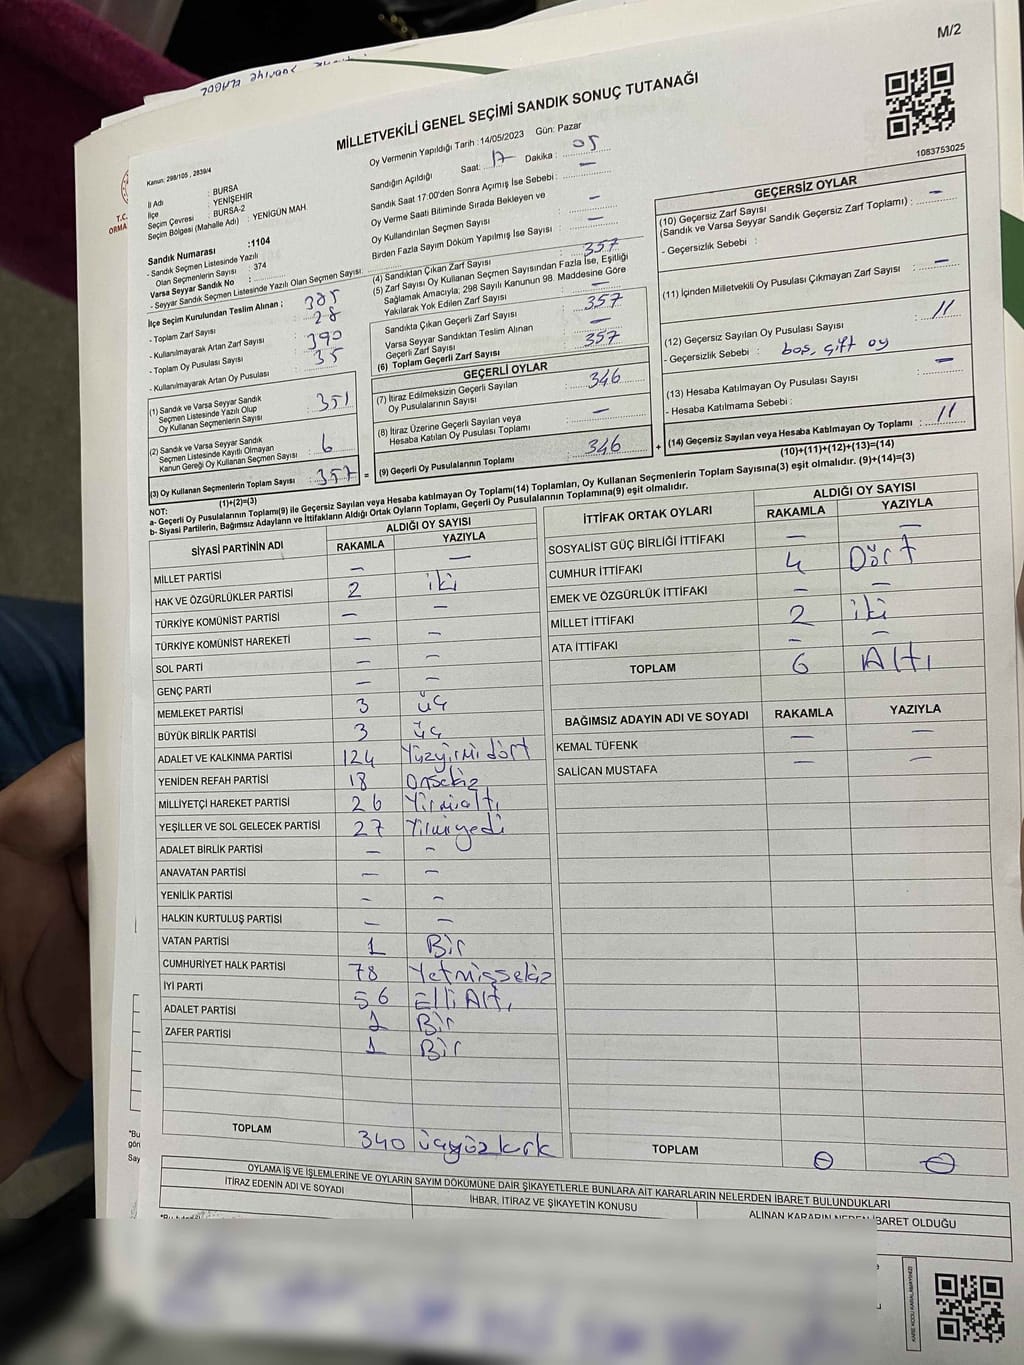 M/2
MİLLETVEKİLİ GENEL SEÇİMİ SANDIK SONUÇ TUTANAĞI
1083753025
Kanun: 298/105 , 2839/4
T.C.
ORMA
İl Adı : BURSA
İlçe : YENİŞEHİR
Seçim Çevresi : BURSA-2
Seçim Bölgesi (Mahalle Adı) : YENİGÜN MAH
Sandık Numarası :1104
- Sandık Seçmen Listesinde Yazılı
Olan Seçmenlerin Sayısı : 374
Varsa Seyyar Sandık No :
- Seyyar Sandık Seçmen Listesinde Yazılı Olan Seçmen Sayısı:
İlçe Seçim Kurulundan Teslim Alınan ;
- Toplam Zarf Sayısı : 385
- Kullanılmayarak Artan Zarf Sayısı : 28
- Toplam Oy Pusulası Sayısı : 390
- Kullanılmayarak Artan Oy Pusulası : 35
(1) Sandık ve Varsa Seyyar Sandık
Seçmen Listesinde Yazılı Olup
Oy Kullanan Seçmenlerin Sayısı : 351
(2) Sandık ve Varsa Seyyar Sandık
Seçmen Listesinde Kayıtlı Olmayan
Kanun Gereği Oy Kullanan Seçmen Sayısı : 6
(3) Oy Kullanan Seçmenlerin Toplam Sayısı : 357 =
(1)+(2)=(3)
Oy Vermenin Yapıldığı Tarih :14/05/2023 Gün: Pazar
Sandığın Açıldığı Saat: 17 Dakika : 05
Sandık Saat 17:00'den Sonra Açımış İse Sebebi : —
Oy Verme Saati Bitiminde Sırada Bekleyen ve
Oy Kullandırılan Seçmen Sayısı : —
Birden Fazla Sayım Döküm Yapılmış İse Sayısı : —
(4) Sandıktan Çıkan Zarf Sayısı : 357
(5) Zarf Sayısı Oy Kullanan Seçmen Sayısından Fazla İse, Eşitliği
Sağlamak Amacıyla; 298 Sayılı Kanunun 98. Maddesine Göre
Yakılarak Yok Edilen Zarf Sayısı : —
Sandıkta Çıkan Geçerli Zarf Sayısı : 357
Varsa Seyyar Sandıktan Teslim Alınan
Geçerli Zarf Sayısı : —
(6) Toplam Geçerli Zarf Sayısı : 357
GEÇERLİ OYLAR
(7) İtiraz Edilmeksizin Geçerli Sayılan
Oy Pusulalarının Sayısı : 346
(8) İtiraz Üzerine Geçerli Sayılan veya
Hesaba Katılan Oy Pusulası Toplamı : —
(9) Geçerli Oy Pusulalarının Toplamı : 346 +
GEÇERSİZ OYLAR
(10) Geçersiz Zarf Sayısı
(Sandık ve Varsa Seyyar Sandık Geçersiz Zarf Toplamı) : —
- Geçersizlik Sebebi :
(11) İçinden Milletvekili Oy Pusulası Çıkmayan Zarf Sayısı : —
(12) Geçersiz Sayılan Oy Pusulası Sayısı : 11
- Geçersizlik Sebebi : boş, çift oy
(13) Hesaba Katılmayan Oy Pusulası Sayısı : —
- Hesaba Katılmama Sebebi :
(14) Geçersiz Sayılan veya Hesaba Katılmayan Oy Toplamı : 11
(10)+(11)+(12)+(13)=(14)
NOT:
a- Geçerli Oy Pusulalarının Toplamı(9) ile Geçersiz Sayılan veya Hesaba katılmayan Oy Toplamı(14) Toplamları, Oy Kullanan Seçmenlerin Toplam Sayısına(3) eşit olmalıdır. (9)+(14)=(3)
b- Siyasi Partilerin, Bağımsız Adayların ve İttifakların Aldığı Ortak Oyların Toplamı, Geçerli Oy Pusulalarının Toplamına(9) eşit olmalıdır.
SİYASİ PARTİNİN ADI ALDIĞI OY SAYISI
RAKAMLA YAZIYLA
MİLLET PARTİSİ — —
HAK VE ÖZGÜRLÜKLER PARTİSİ 2 iki
TÜRKİYE KOMÜNİST PARTİSİ — —
TÜRKİYE KOMÜNİST HAREKETİ — —
SOL PARTİ — —
GENÇ PARTİ — —
MEMLEKET PARTİSİ 3 üç
BÜYÜK BİRLİK PARTİSİ 3 üç
ADALET VE KALKINMA PARTİSİ 124 Yüzyirmi dört
YENİDEN REFAH PARTİSİ 18 Onsekiz
MİLLİYETÇİ HAREKET PARTİSİ 26 Yirmialtı
YEŞİLLER VE SOL GELECEK PARTİSİ 27 Yirmiyedi
ADALET BİRLİK PARTİSİ — —
ANAVATAN PARTİSİ — —
YENİLİK PARTİSİ — —
HALKIN KURTULUŞ PARTİSİ — —
VATAN PARTİSİ 1 Bir
CUMHURİYET HALK PARTİSİ 78 Yetmişsekiz
İYİ PARTİ 56 Elli Altı
ADALET PARTİSİ 1 Bir
ZAFER PARTİSİ 1 Bir
TOPLAM 340 üçyüzkırk
İTTİFAK ORTAK OYLARI ALDIĞI OY SAYISI
RAKAMLA YAZIYLA
SOSYALİST GÜÇ BİRLİĞİ İTTİFAKI — —
CUMHUR İTTİFAKI 4 Dört
EMEK VE ÖZGÜRLÜK İTTİFAKI — —
MİLLET İTTİFAKI 2 iki
ATA İTTİFAKI — —
TOPLAM 6 Altı
BAĞIMSIZ ADAYIN ADI VE SOYADI RAKAMLA YAZIYLA
KEMAL TÜFENK — —
SALİCAN MUSTAFA — —
TOPLAM 0 0
*Bu
Say
OYLAMA İŞ VE İŞLEMLERİNE VE OYLARIN SAYIM DÖKÜMÜNE DAİR ŞİKAYETLERLE BUNLARA AİT KARARLARIN NELERDEN İBARET BULUNDUKLARI
İTİRAZ EDENİN ADI VE SOYADI İHBAR, İTİRAZ VE ŞİKAYETİN KONUSU ALINAN KARARIN NEDEN İBARET OLDUĞU